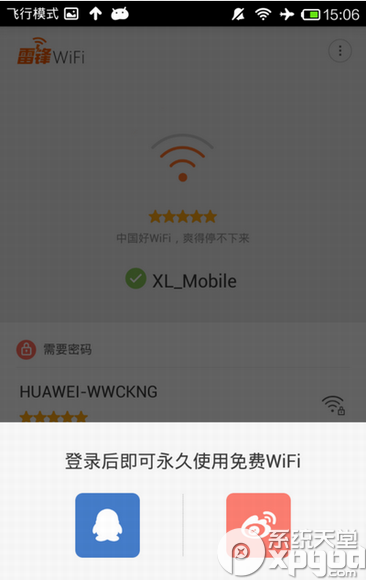 飞行模式 15:06
雷锋WiFi
中国好WiFi，爽得停不下来
XL_Mobile
需要密码
HUAWEI-WWCKNG
登录后即可永久使用免费WiFi
系统天堂
xpgod